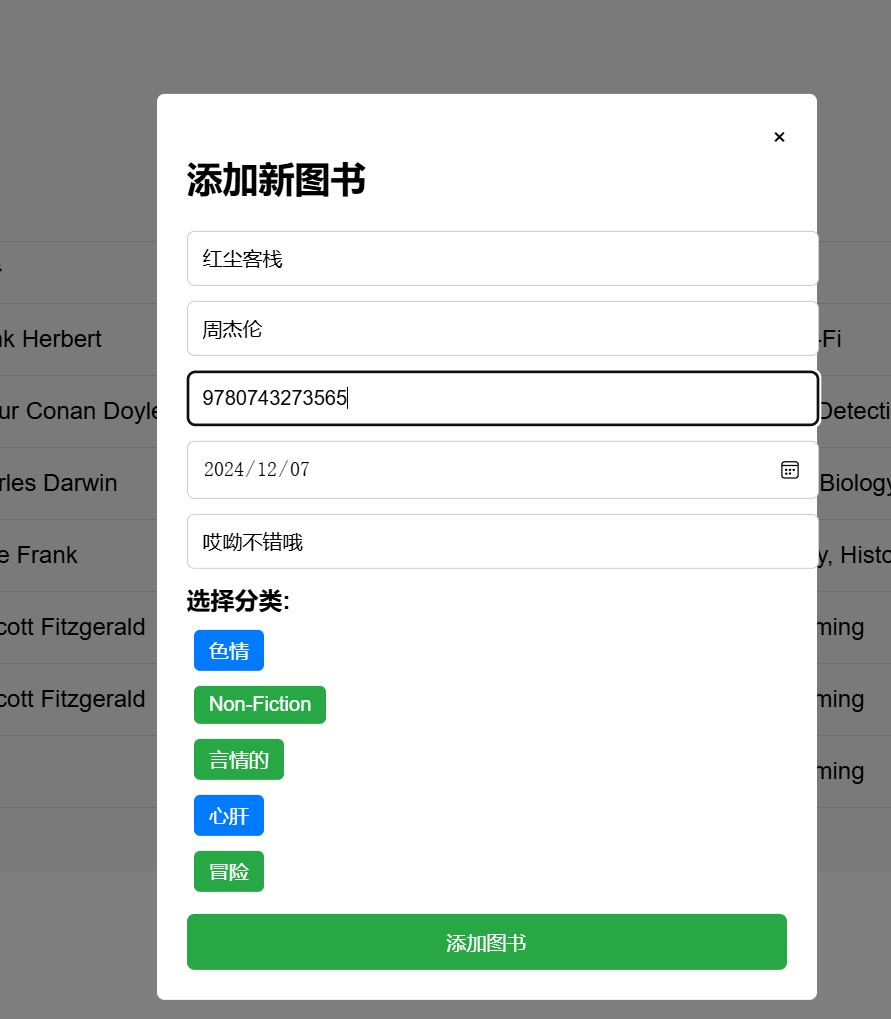 ×
添加新图书
红尘客栈
周杰伦
nk Herbert
-Fi
ur Conan Doyle
Detecti
9780743273565
rles Darwin
2024/12/07
Biology
e Frank
哎呦不错哦
y, Histo
选择分类:
cott Fitzgerald
色情
ming
cott Fitzgerald
Non-Fiction
ming
言情的
ming
心肝
冒险
添加图书